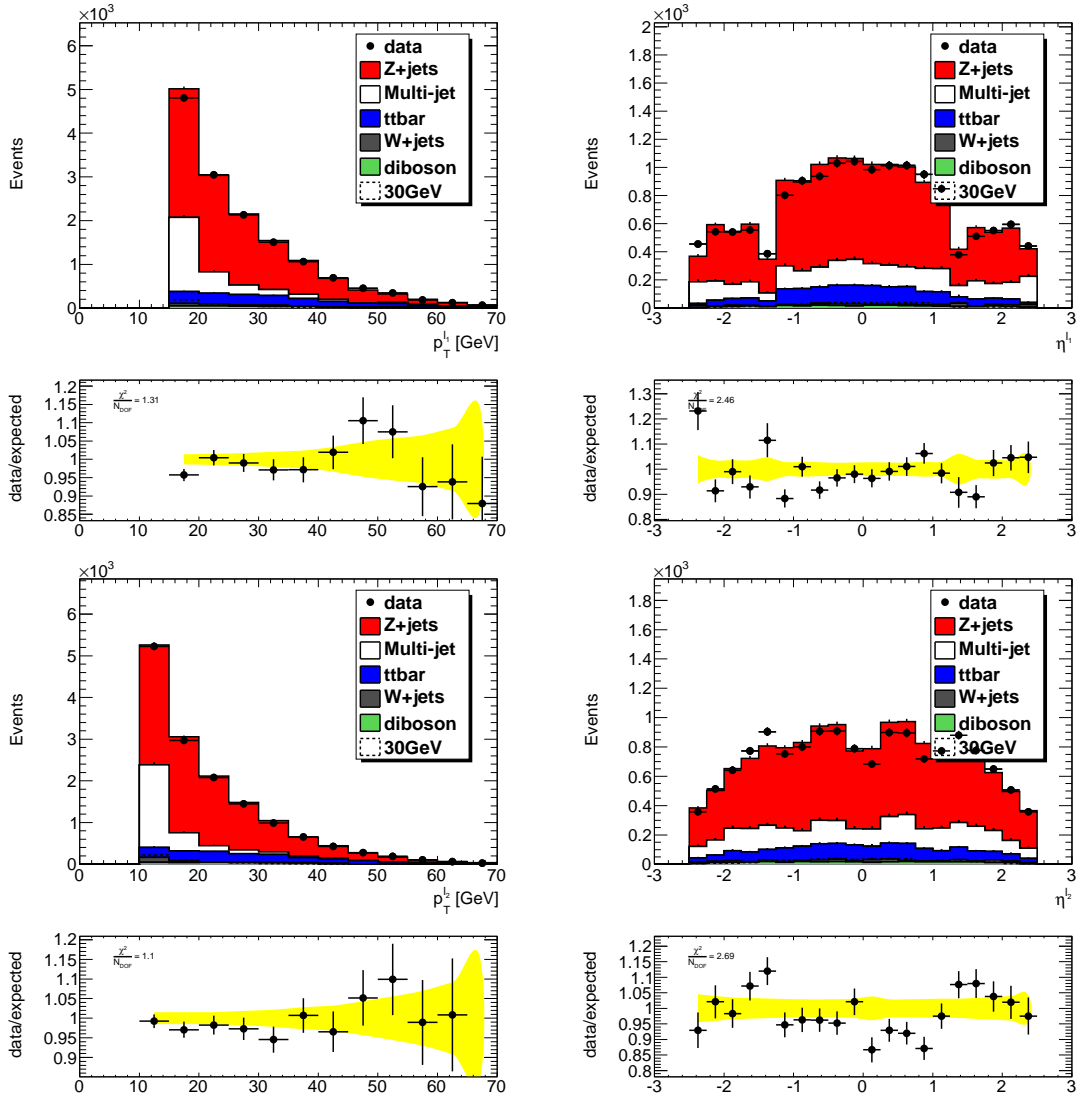 ×10³
6
5
4
3
2
1
0
Events
data
Z+jets
Multi-jet
ttbar
W+jets
diboson
30GeV
0 10 20 30 40 50 60 70
p_T^{l_1} [GeV]
×10³
2
1.8
1.6
1.4
1.2
1
0.8
0.6
0.4
0.2
0
Events
data
Z+jets
Multi-jet
ttbar
W+jets
diboson
30GeV
-3 -2 -1 0 1 2 3
η^{l_1}
1.2
1.15
1.1
1.05
1
0.95
0.9
0.85
data/expected
χ²/N_DOF = 1.31
0 10 20 30 40 50 60 70
1.3
1.2
1.1
1
0.9
0.8
data/expected
χ²/N = 2.46
-3 -2 -1 0 1 2 3
×10³
6
5
4
3
2
1
0
Events
data
Z+jets
Multi-jet
ttbar
W+jets
diboson
30GeV
0 10 20 30 40 50 60 70
p_T^{l_2} [GeV]
×10³
1.8
1.6
1.4
1.2
1
0.8
0.6
0.4
0.2
0
Events
data
Z+jets
Multi-jet
ttbar
W+jets
diboson
30GeV
-3 -2 -1 0 1 2 3
η^{l_2}
1.2
1.15
1.1
1.05
1
0.95
0.9
data/expected
χ²/N_DOF = 1.1
0 10 20 30 40 50 60 70
1.2
1.15
1.1
1.05
1
0.95
0.9
0.85
0.8
data/expected
χ²/N_DOF = 2.69
-3 -2 -1 0 1 2 3